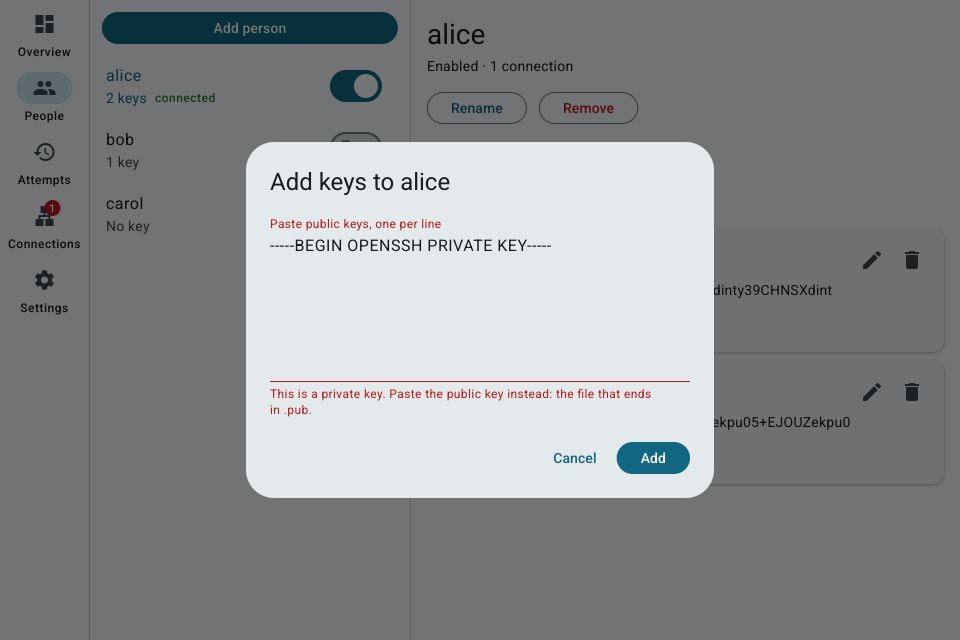 Overview
People
Attempts
1
Connections
Settings
Add person
alice
2 keys connected
bob
1 key
carol
No key
alice
Enabled · 1 connection
Rename
Remove
dinty39CHNSXdint
ekpu05+EJOUZekpu0
Add keys to alice
Paste public keys, one per line
-----BEGIN OPENSSH PRIVATE KEY-----
This is a private key. Paste the public key instead: the file that ends
in .pub.
Cancel
Add